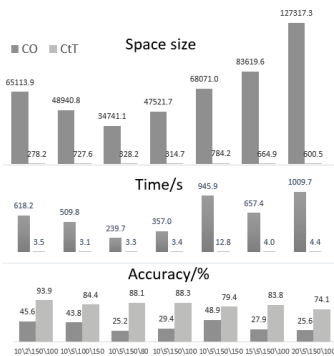 127317.3
CO CtT
Space size
65113.9 48940.8 34741.1 47521.7 68071.0 83619.6
278.2 727.6 328.2 314.7 784.2 664.9 600.5
Time/s
618.2 509.8 239.7 357.0 945.9 657.4 1009.7
3.5 3.1 3.3 3.4 12.8 4.0 4.4
Accuracy/%
93.9 84.4 88.1 88.3 79.4 83.8 74.1
45.6 43.8 25.2 29.4 48.9 27.9 25.6
10\2\150\100 10\5\100\150 10\5\150\80 10\5\150\100 10\5\150\150 15\5\150\100 20\5\150\100